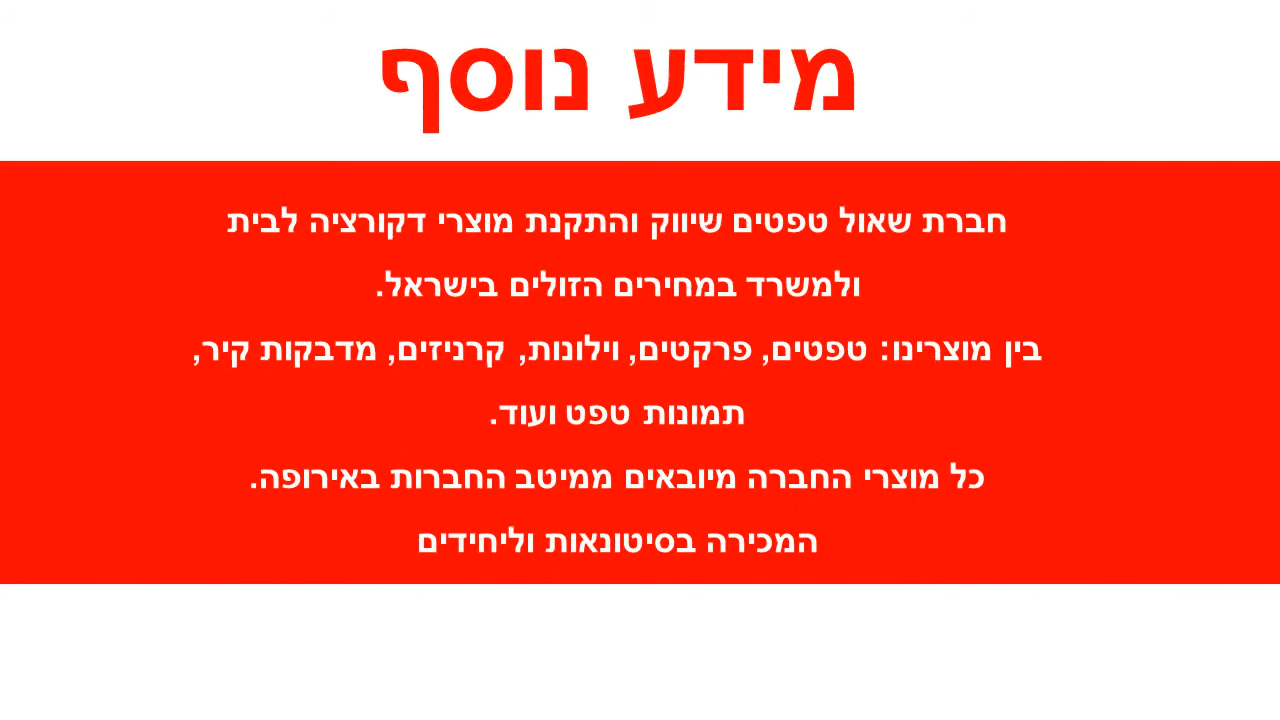 מידע נוסף
חברת שאול טפטים שיווק והתקנת מוצרי דקורציה לבית
ולמשרד במחירים הזולים בישראל.
בין מוצרינו: טפטים, פרקטים, וילונות, קרניזים, מדבקות קיר,
תמונות טפט ועוד.
כל מוצרי החברה מיובאים ממיטב החברות באירופה.
המכירה בסיטונאות וליחידים